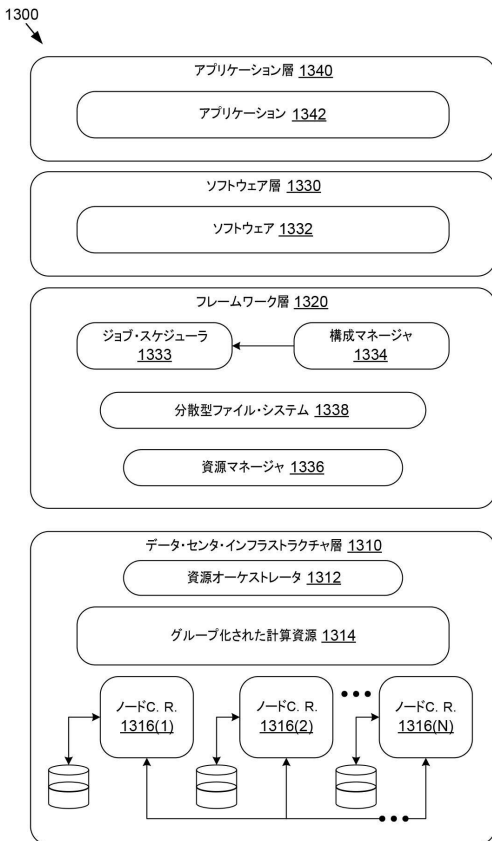 1300
アプリケーション層 1340
アプリケーション 1342
ソフトウェア層 1330
ソフトウェア 1332
フレームワーク層 1320
ジョブ・スケジューラ
1333
構成マネージャ
1334
分散型ファイル・システム 1338
資源マネージャ 1336
データ・センタ・インフラストラクチャ層 1310
資源オーケストレータ 1312
グループ化された計算資源 1314
ノードC. R.
1316(1)
ノードC. R.
1316(2)
ノードC. R.
1316(N)